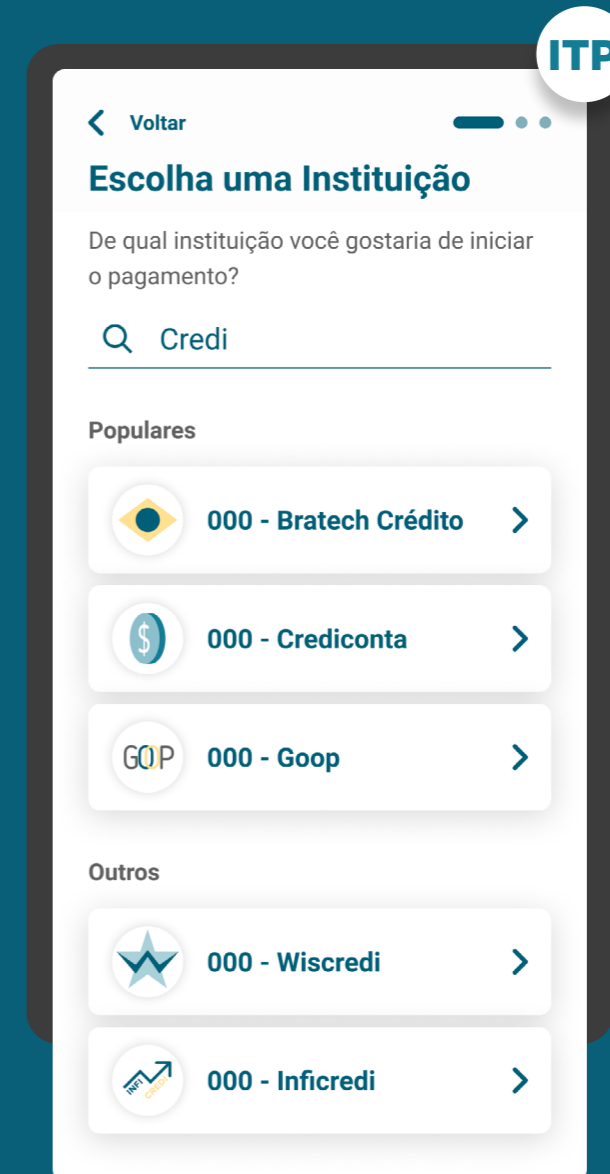 ITP
Voltar
Escolha uma Instituição
De qual instituição você gostaria de iniciar
o pagamento?
Credi
Populares
000 - Bratech Crédito
$
000 - Crediconta
GOOP
000 - Goop
Outros
000 - Wiscredi
INFI
CREDI
000 - Inficredi